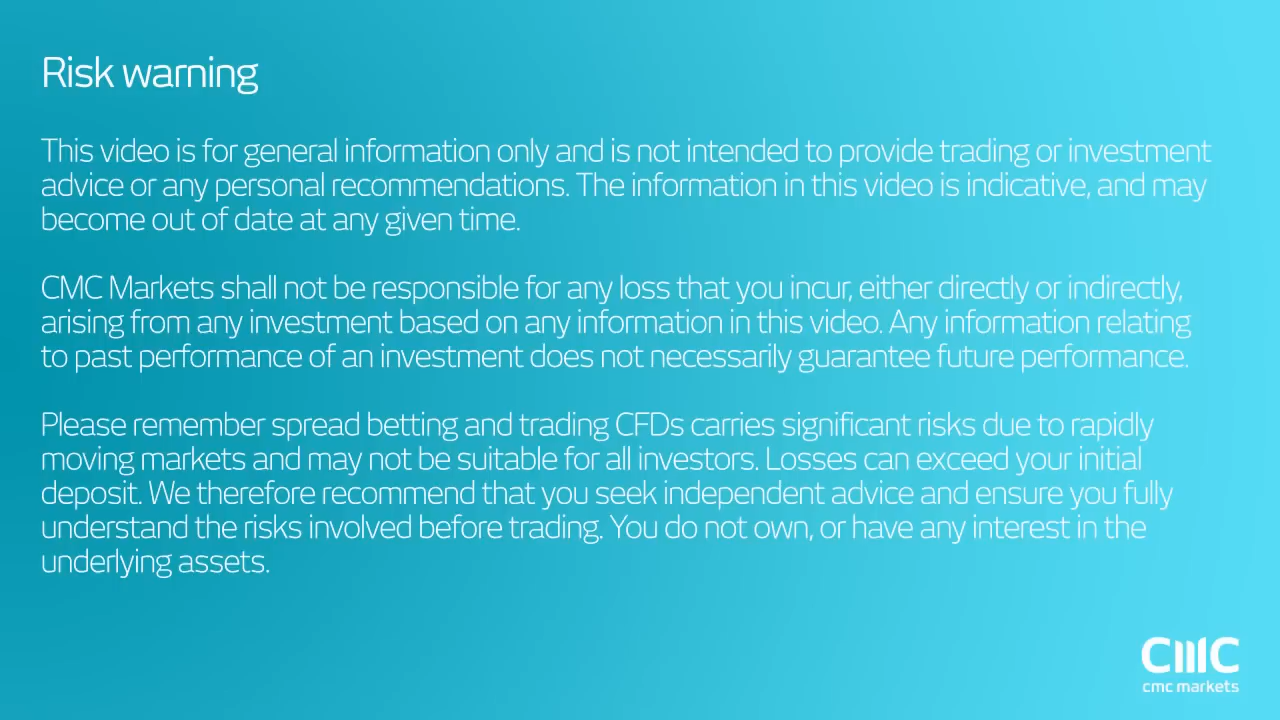 Risk warning
This video is for general information only and is not intended to provide trading or investment
advice or any personal recommendations. The information in this video is indicative, and may
become out of date at any given time.
CMC Markets shall not be responsible for any loss that you incur, either directly or indirectly,
arising from any investment based on any information in this video. Any information relating
to past performance of an investment does not necessarily guarantee future performance.
Please remember spread betting and trading CFDs carries significant risks due to rapidly
moving markets and may not be suitable for all investors. Losses can exceed your initial
deposit. We therefore recommend that you seek independent advice and ensure you fully
understand the risks involved before trading. You do not own, or have any interest in the
underlying assets.
CMC
cmc markets